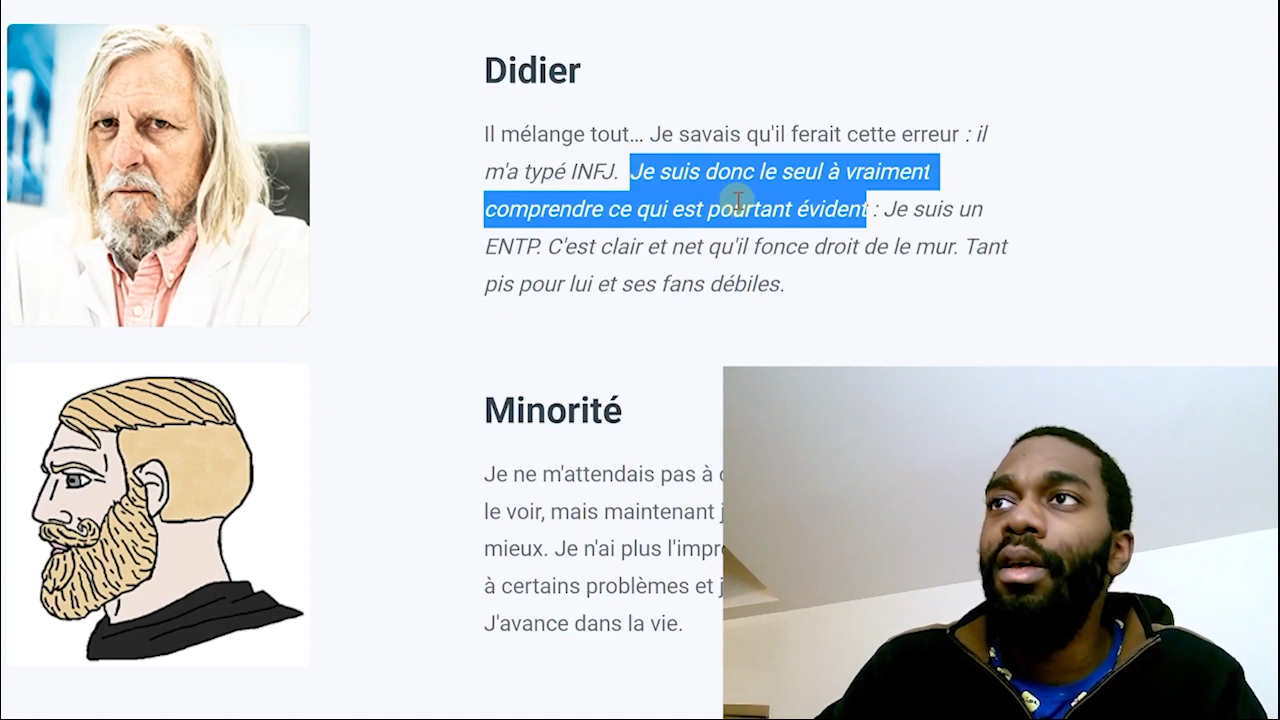 Didier
Il mélange tout... Je savais qu'il ferait cette erreur : il
m'a typé INFJ. Je suis donc le seul à vraiment
comprendre ce qui est pourtant évident : Je suis un
ENTP. C'est clair et net qu'il fonce droit de le mur. Tant
pis pour lui et ses fans débiles.
Minorité
Je ne m'attendais pas à
le voir, mais maintenant
mieux. Je n'ai plus
à certains problèmes et
J'avance dans la vie.